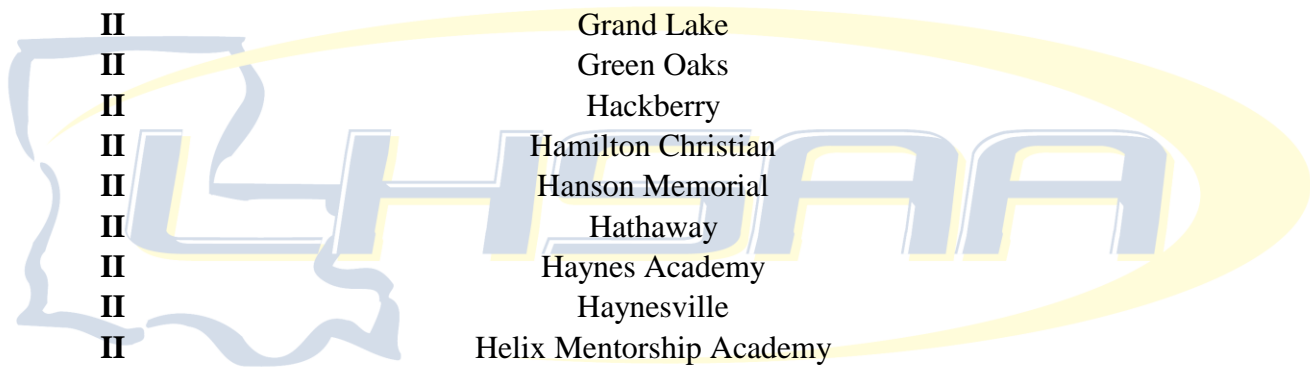 II Grand Lake
II Green Oaks
II Hackberry
II Hamilton Christian
II Hanson Memorial
II Hathaway
II Haynes Academy
II Haynesville
II Helix Mentorship Academy
LHSAA